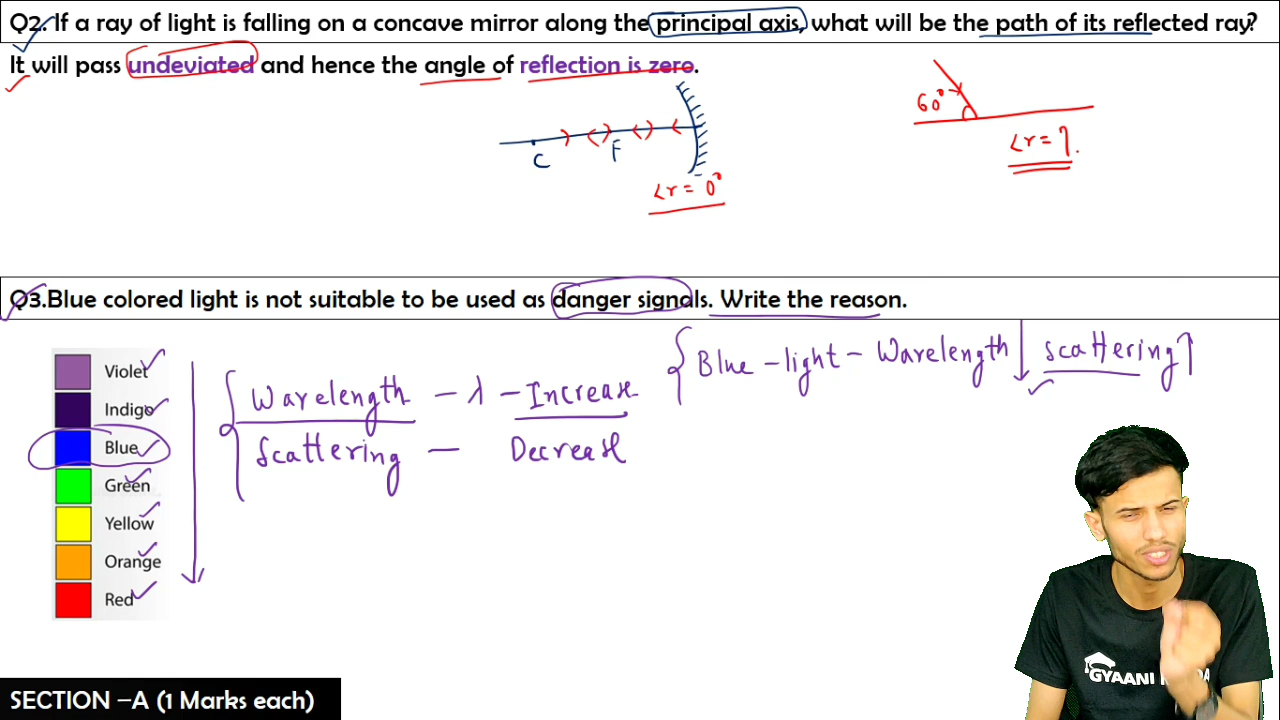 Q2. If a ray of light is falling on a concave mirror along the principal axis, what will be the path of its reflected ray?
It will pass undeviated and hence the angle of reflection is zero.
C F
<r = 0°
60°
<r = ?.
Q3.Blue colored light is not suitable to be used as danger signals. Write the reason.
Violet
Indigo
Blue
Green
Yellow
Orange
Red
Wavelength – λ – Increase
Scattering – Decrease
Blue – light – Wavelength ↓ scattering ↑
GYAANI
SECTION –A (1 Marks each)